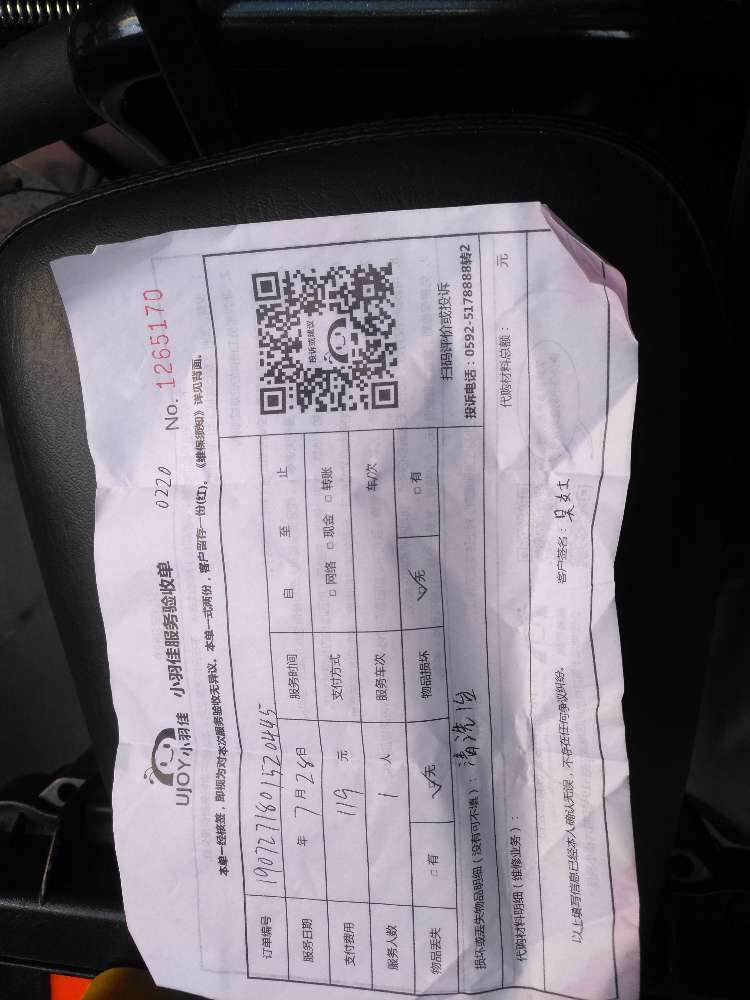 UJOY小羽佳 小羽佳服务验收单 0220 No. 1265170
本单一经核签，即视为对本次服务验收无异议。本单一式两份，客户留存一份(红)。《维保须知》详见背面。
订单编号 190727180152044S
服务日期 年 7 月 28 日 服务时间 自 至 止
支付费用 119 元 支付方式 □ 网络 □ 现金 □ 转账
服务人数 1 人 服务车次 车/次
物品丢失 □ 有 ✓无 物品损坏 ✓无 □ 有
投诉或建议
扫码评价或投诉
投诉电话：0592-5178888转2
损坏或丢失物品明细（没有可不填）：清洗
代购材料明细（维修业务）： 代购材料总额： 元
以上填写信息已经本人确认无误，不存在任何争议纠纷。 客户签名：吴女士